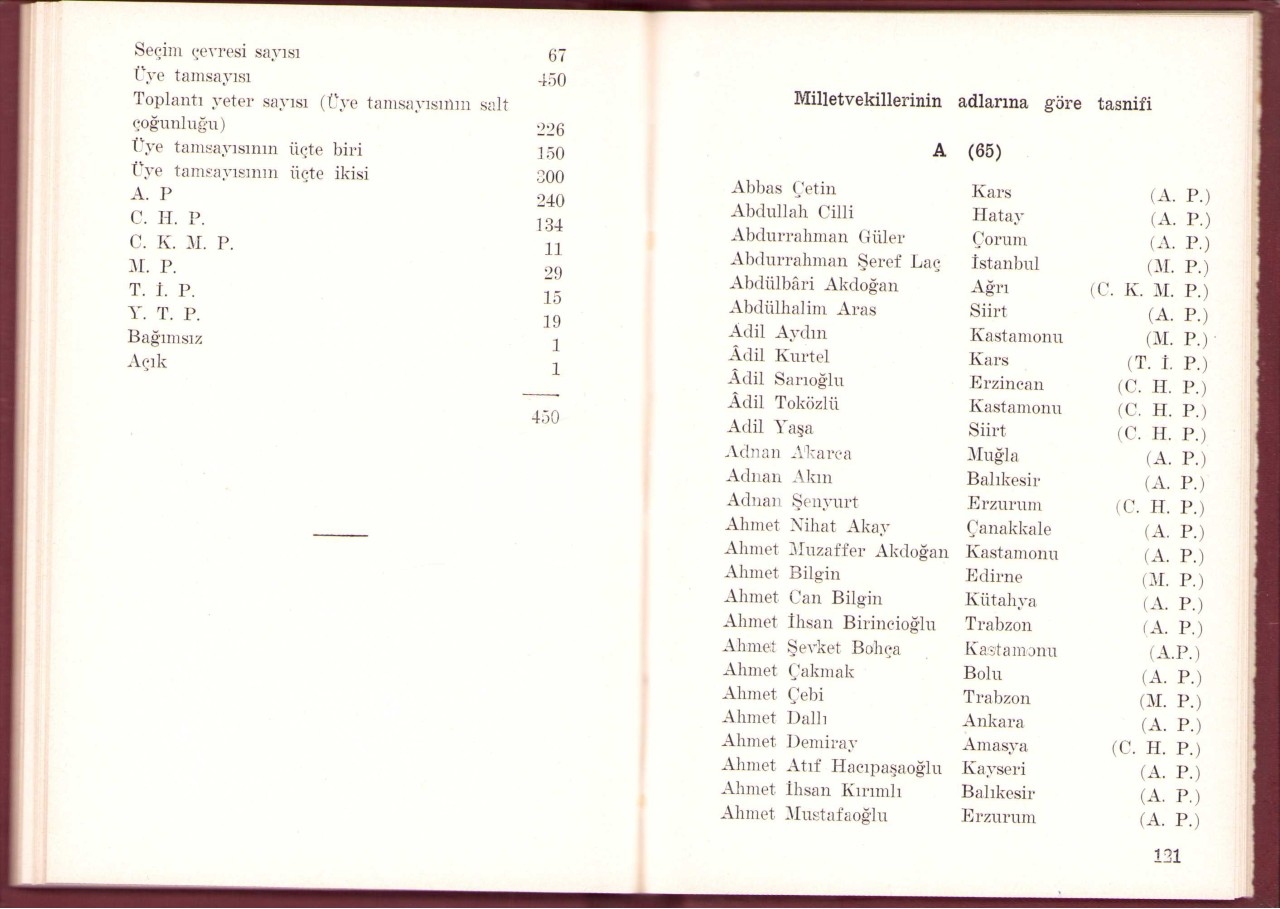 Seçim çevresi sayısı 67
Üye tamsayısı 450
Toplantı yeter sayısı (Üye tamsayısının salt
çoğunluğu) 226
Üye tamsayısının üçte biri 150
Üye tamsayısının üçte ikisi 300
A. P 240
C. H. P. 134
C. K. M. P. 11
M. P. 29
T. İ. P. 15
Y. T. P. 19
Bağımsız 1
Açık 1
450
Milletvekillerinin adlarına göre tasnifi
A (65)
Abbas Çetin Kars (A. P.)
Abdullah Cilli Hatay (A. P.)
Abdurrahman Güler Çorum (A. P.)
Abdurrahman Şeref Laç İstanbul (M. P.)
Abdülbâri Akdoğan Ağrı (C. K. M. P.)
Abdülhalim Aras Siirt (A. P.)
Adil Aydın Kastamonu (M. P.)
Âdil Kurtel Kars (T. İ. P.)
Âdil Sarıoğlu Erzincan (C. H. P.)
Âdil Toközlü Kastamonu (C. H. P.)
Adil Yaşa Siirt (C. H. P.)
Adnan Akarca Muğla (A. P.)
Adnan Akın Balıkesir (A. P.)
Adnan Şenyurt Erzurum (C. H. P.)
Ahmet Nihat Akay Çanakkale (A. P.)
Ahmet Muzaffer Akdoğan Kastamonu (A. P.)
Ahmet Bilgin Edirne (M. P.)
Ahmet Can Bilgin Kütahya (A. P.)
Ahmet İhsan Birincioğlu Trabzon (A. P.)
Ahmet Şevket Bohça Kastamonu (A.P.)
Ahmet Çakmak Bolu (A. P.)
Ahmet Çebi Trabzon (M. P.)
Ahmet Dallı Ankara (A. P.)
Ahmet Demiray Amasya (C. H. P.)
Ahmet Atıf Hacıpaşaoğlu Kayseri (A. P.)
Ahmet İhsan Kırımlı Balıkesir (A. P.)
Ahmet Mustafaoğlu Erzurum (A. P.)
121